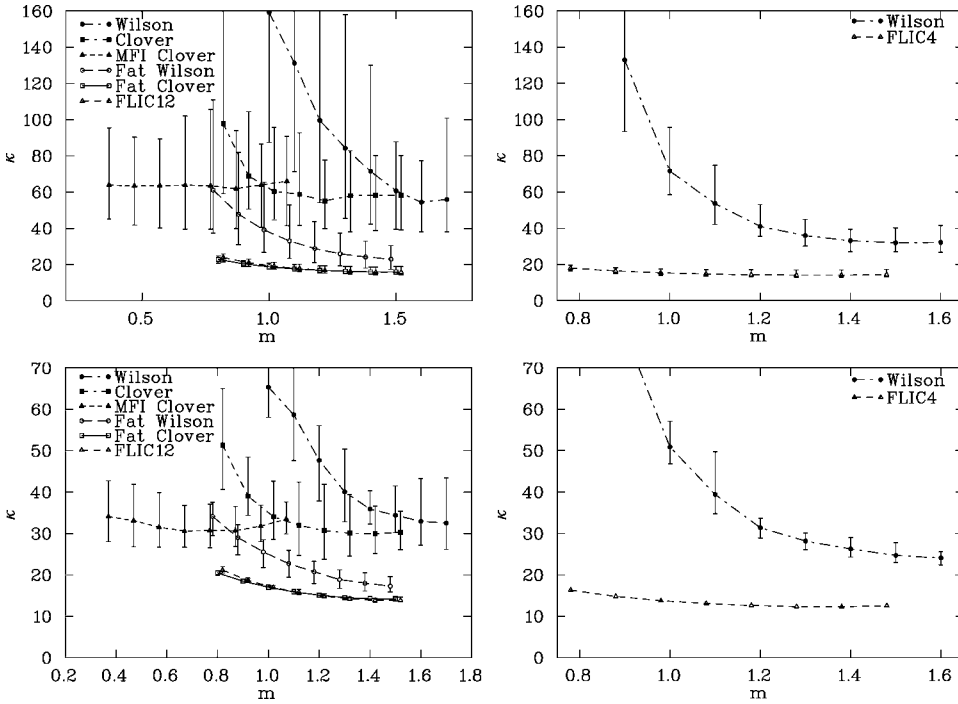 160
140
120
100
80
60
40
20
0
κ
Wilson
Clover
MFI Clover
Fat Wilson
Fat Clover
FLIC12
0.5 1.0 1.5
m
160
140
120
100
80
60
40
20
0
κ
Wilson
FLIC4
0.8 1.0 1.2 1.4 1.6
m
70
60
50
40
30
20
10
0
κ
Wilson
Clover
MFI Clover
Fat Wilson
Fat Clover
FLIC12
0.2 0.4 0.6 0.8 1.0 1.2 1.4 1.6 1.8
m
70
60
50
40
30
20
10
0
κ
Wilson
FLIC4
0.8 1.0 1.2 1.4 1.6
m